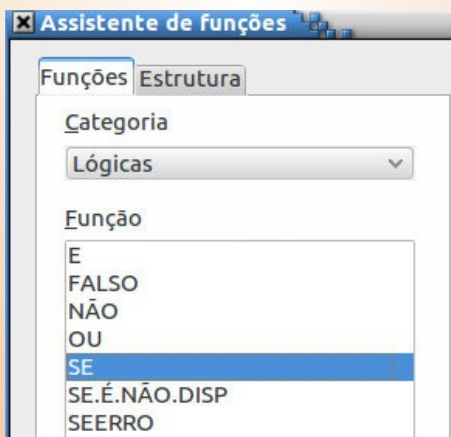 Assistente de funções
Funções Estrutura
Categoria
Lógicas
Função
E
FALSO
NÃO
OU
SE
SE.É.NÃO.DISP
SEERRO